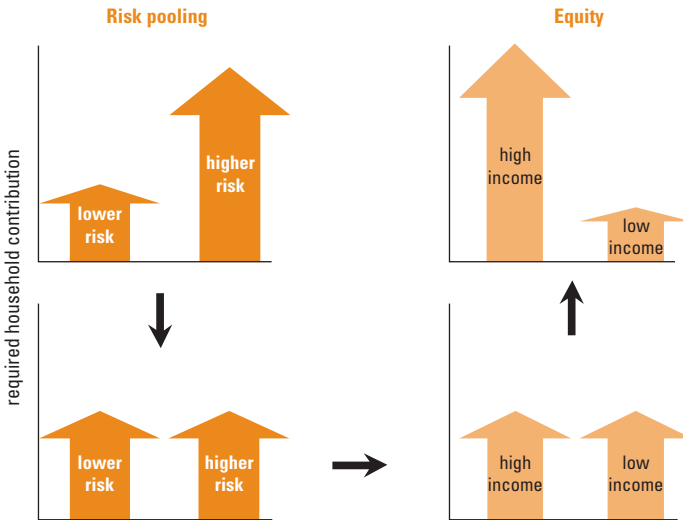 Risk pooling
Equity
required household contribution
lower
risk
higher
risk
high
income
low
income
lower
risk
higher
risk
high
income
low
income